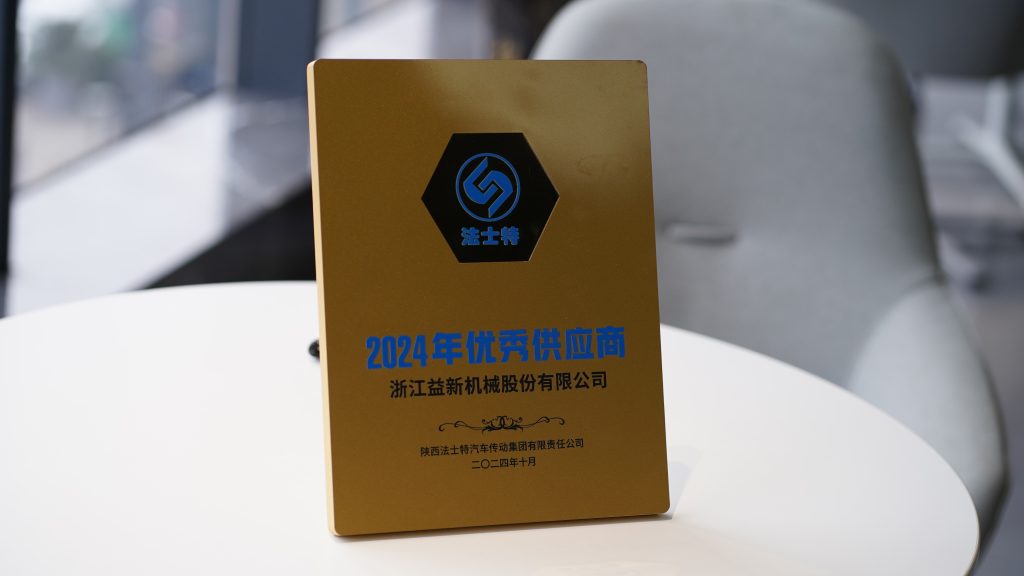 法士特
2024年优秀供应商
浙江益新机械股份有限公司
陕西法士特汽车传动集团有限责任公司
二〇二四年十月